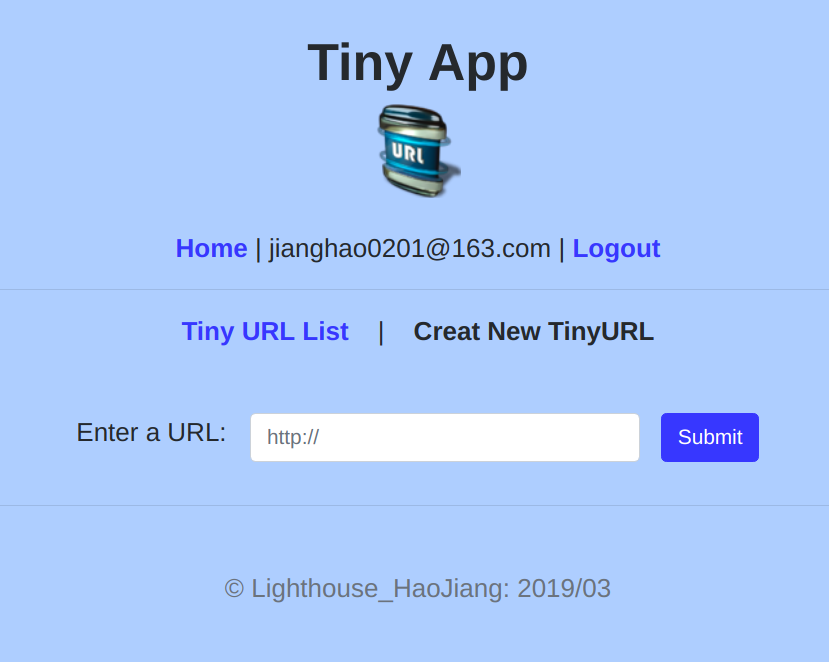 Tiny App
URL
Home | jianghao0201@163.com | Logout
Tiny URL List | Creat New TinyURL
Enter a URL: http:// Submit
© Lighthouse_HaoJiang: 2019/03